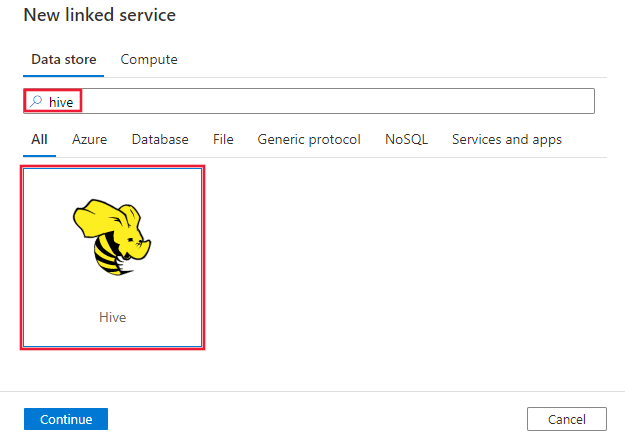 New linked service
Data store Compute
hive
All Azure Database File Generic protocol NoSQL Services and apps
Hive
Continue Cancel